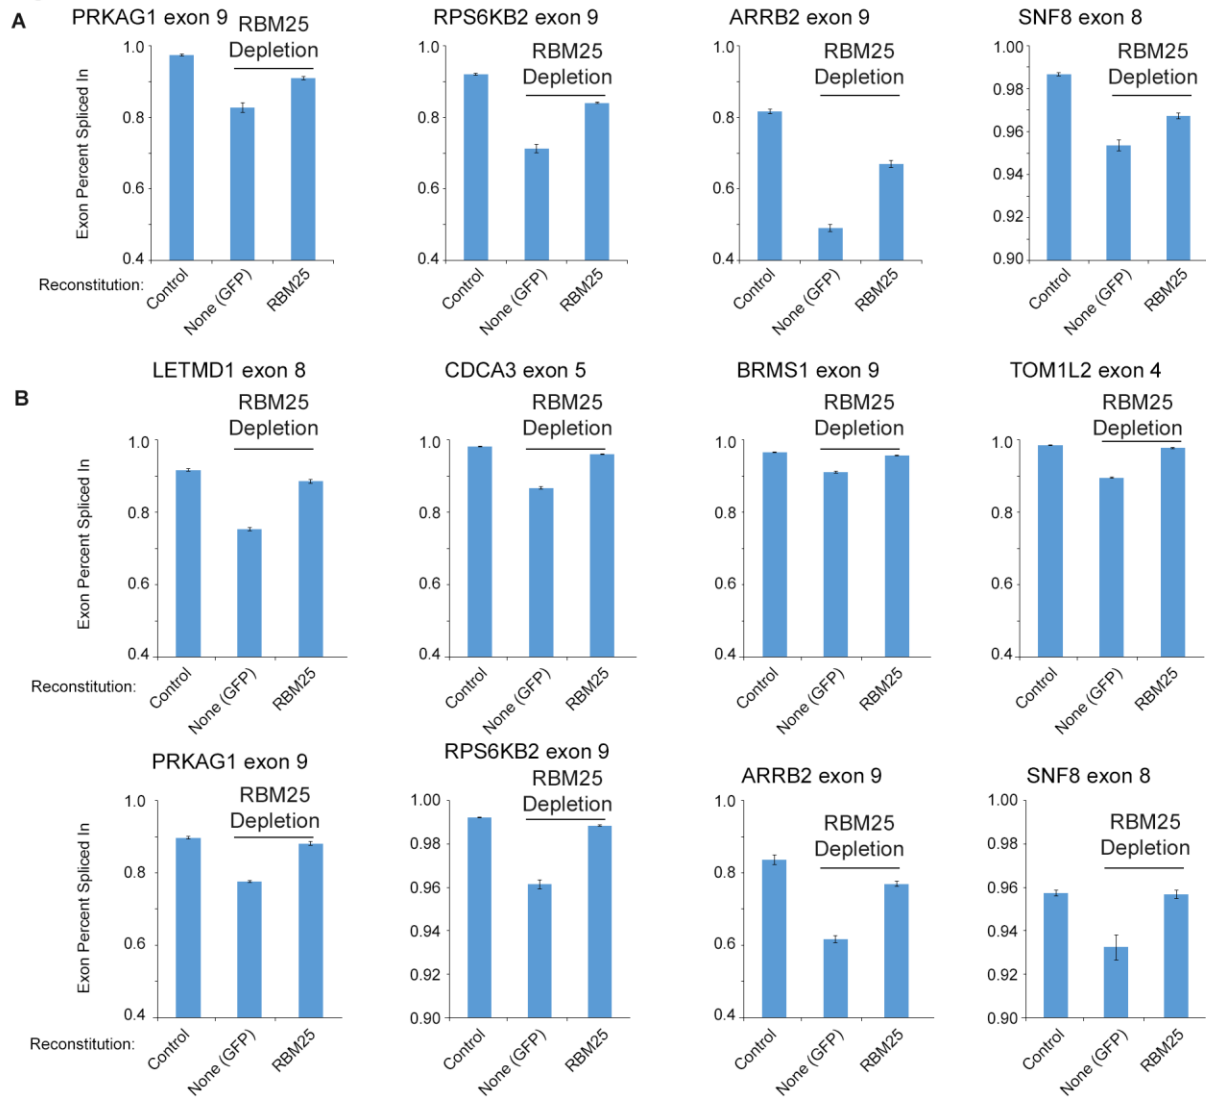 A
PRKAG1 exon 9
RBM25
Depletion
Exon Percent Spliced In
1.0
0.8
0.6
0.4
Reconstitution:
Control
None (GFP)
RBM25
RPS6KB2 exon 9
RBM25
Depletion
1.0
0.8
0.6
0.4
Control
None (GFP)
RBM25
ARRB2 exon 9
RBM25
Depletion
1.0
0.8
0.6
0.4
Control
None (GFP)
RBM25
SNF8 exon 8
RBM25
Depletion
1.00
0.98
0.96
0.94
0.92
0.90
Control
None (GFP)
RBM25
B
LETMD1 exon 8
RBM25
Depletion
Exon Percent Spliced In
1.0
0.8
0.6
0.4
Reconstitution:
Control
None (GFP)
RBM25
CDCA3 exon 5
RBM25
Depletion
1.0
0.8
0.6
0.4
Control
None (GFP)
RBM25
BRMS1 exon 9
RBM25
Depletion
1.0
0.8
0.6
0.4
Control
None (GFP)
RBM25
TOM1L2 exon 4
RBM25
Depletion
1.0
0.8
0.6
0.4
Control
None (GFP)
RBM25
PRKAG1 exon 9
RBM25
Depletion
Exon Percent Spliced In
1.0
0.8
0.6
0.4
Reconstitution:
Control
None (GFP)
RBM25
RPS6KB2 exon 9
RBM25
Depletion
1.00
0.98
0.96
0.94
0.92
0.90
Control
None (GFP)
RBM25
ARRB2 exon 9
RBM25
Depletion
1.0
0.8
0.6
0.4
Control
None (GFP)
RBM25
SNF8 exon 8
RBM25
Depletion
1.00
0.98
0.96
0.94
0.92
0.90
Control
None (GFP)
RBM25